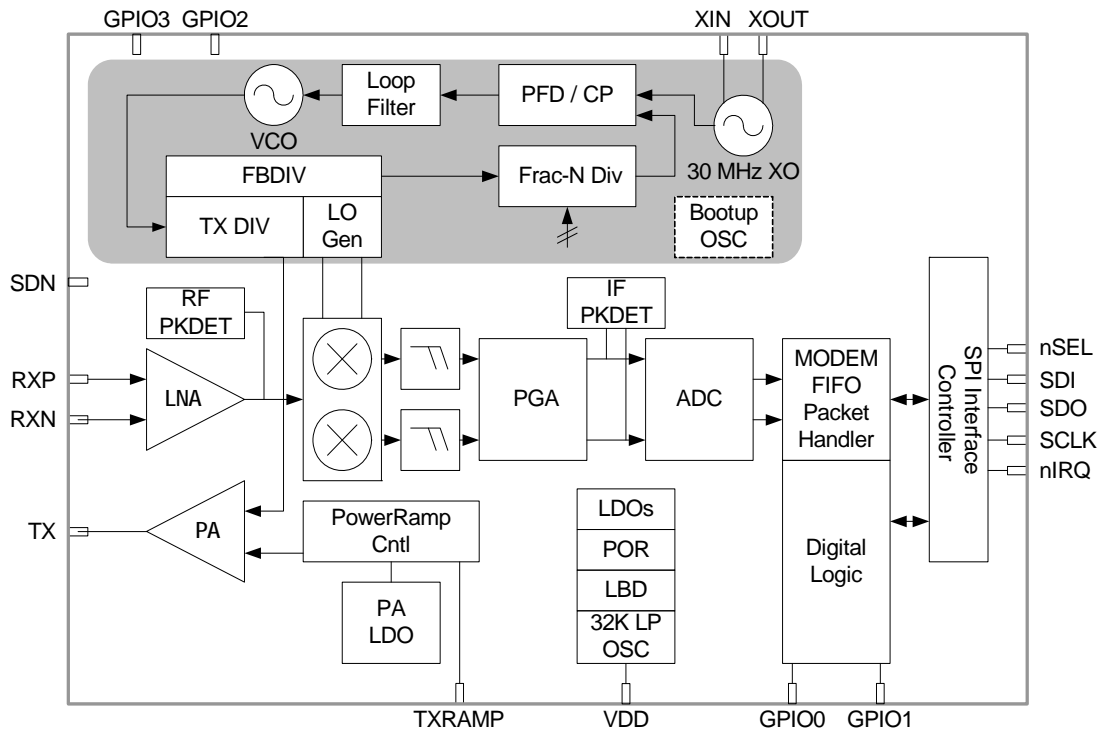 GPIO3
GPIO2
XIN
XOUT
Loop
Filter
PFD / CP
VCO
30 MHz XO
FBDIV
Frac-N Div
TX DIV
LO
Gen
Bootup
OSC
SDN
RF
PKDET
IF
PKDET
RXP
RXN
LNA
PGA
ADC
MODEM
FIFO
Packet
Handler
SPI Interface
Controller
nSEL
SDI
SDO
SCLK
nIRQ
TX
PA
PowerRamp
Cntl
PA
LDO
LDOs
POR
LBD
32K LP
OSC
Digital
Logic
TXRAMP
VDD
GPIO0
GPIO1